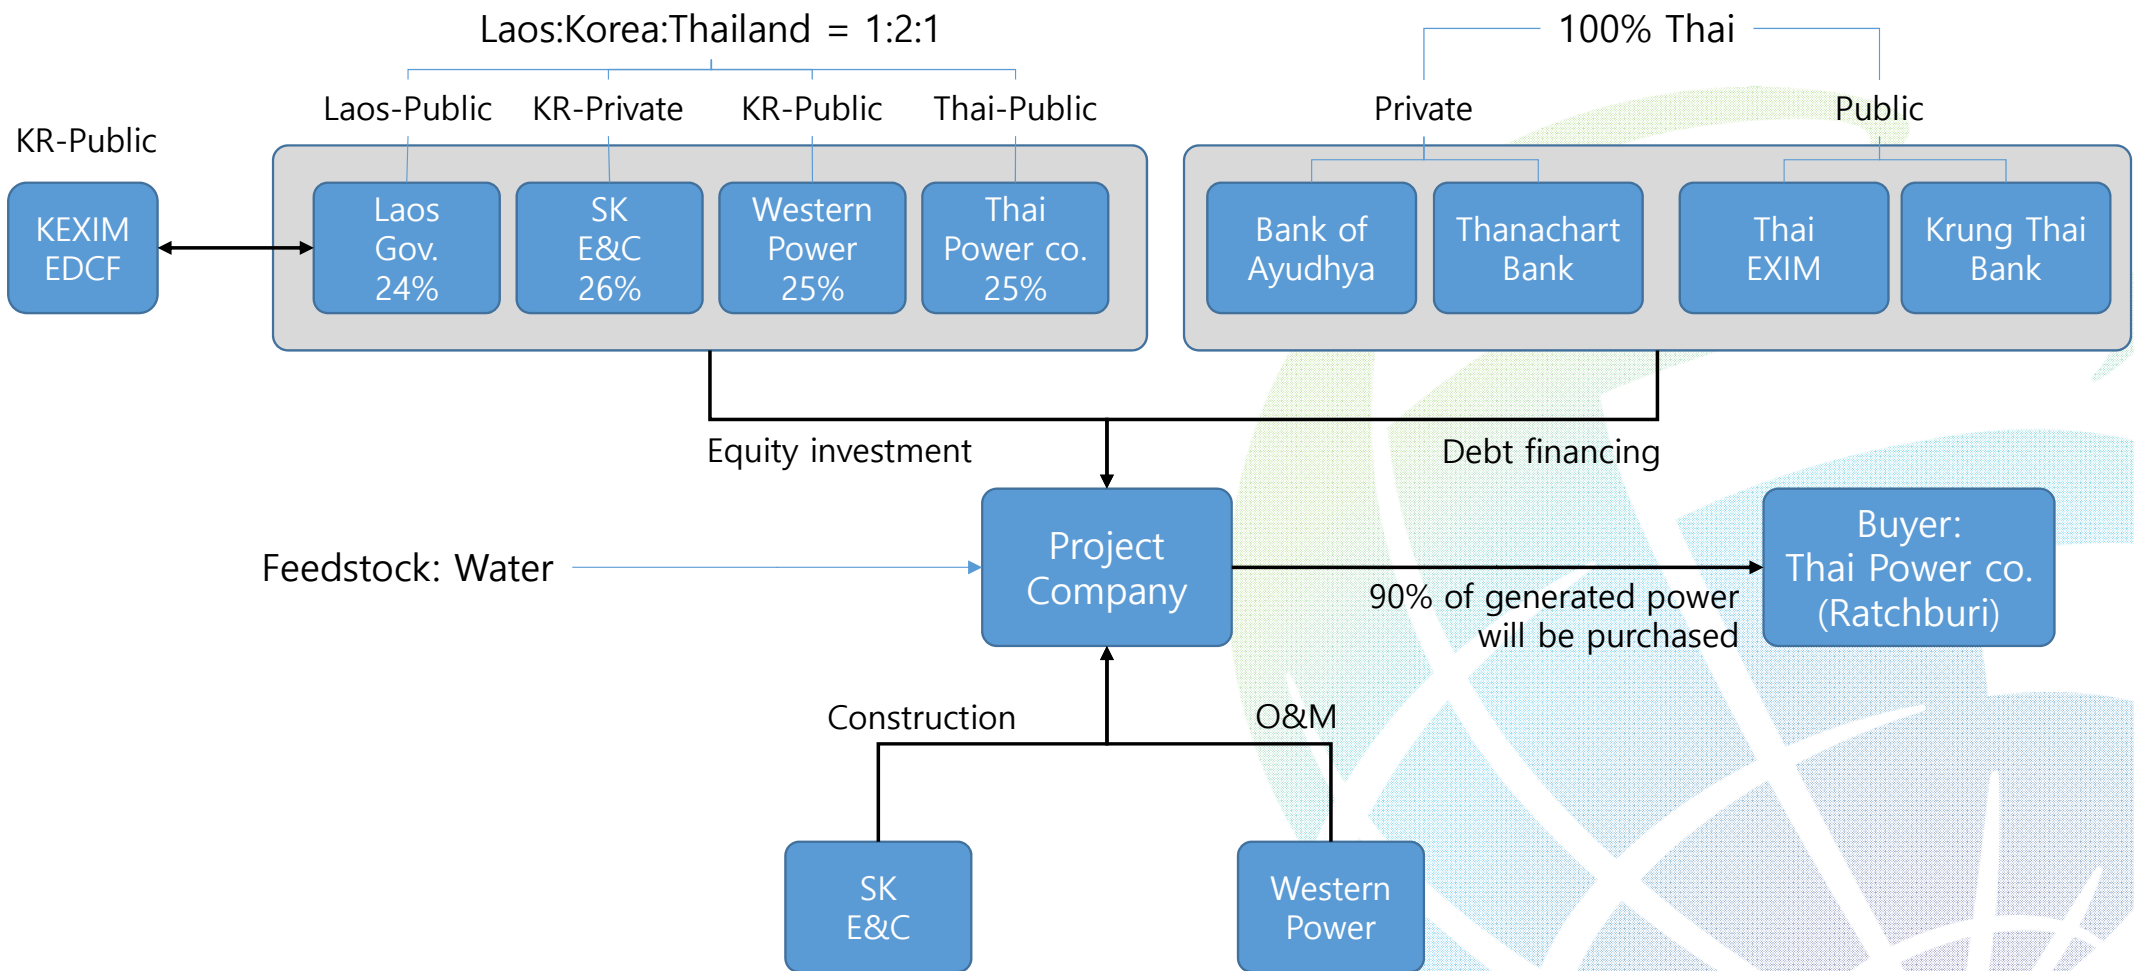 Laos:Korea:Thailand = 1:2:1
100% Thai
Laos-Public
KR-Private
KR-Public
Thai-Public
Private
Public
KR-Public
KEXIM
EDCF
Laos
Gov.
24%
SK
E&C
26%
Western
Power
25%
Thai
Power co.
25%
Bank of
Ayudhya
Thanachart
Bank
Thai
EXIM
Krung Thai
Bank
Equity investment
Debt financing
Feedstock: Water
Project
Company
90% of generated power
will be purchased
Buyer:
Thai Power co.
(Ratchburi)
Construction
O&M
SK
E&C
Western
Power